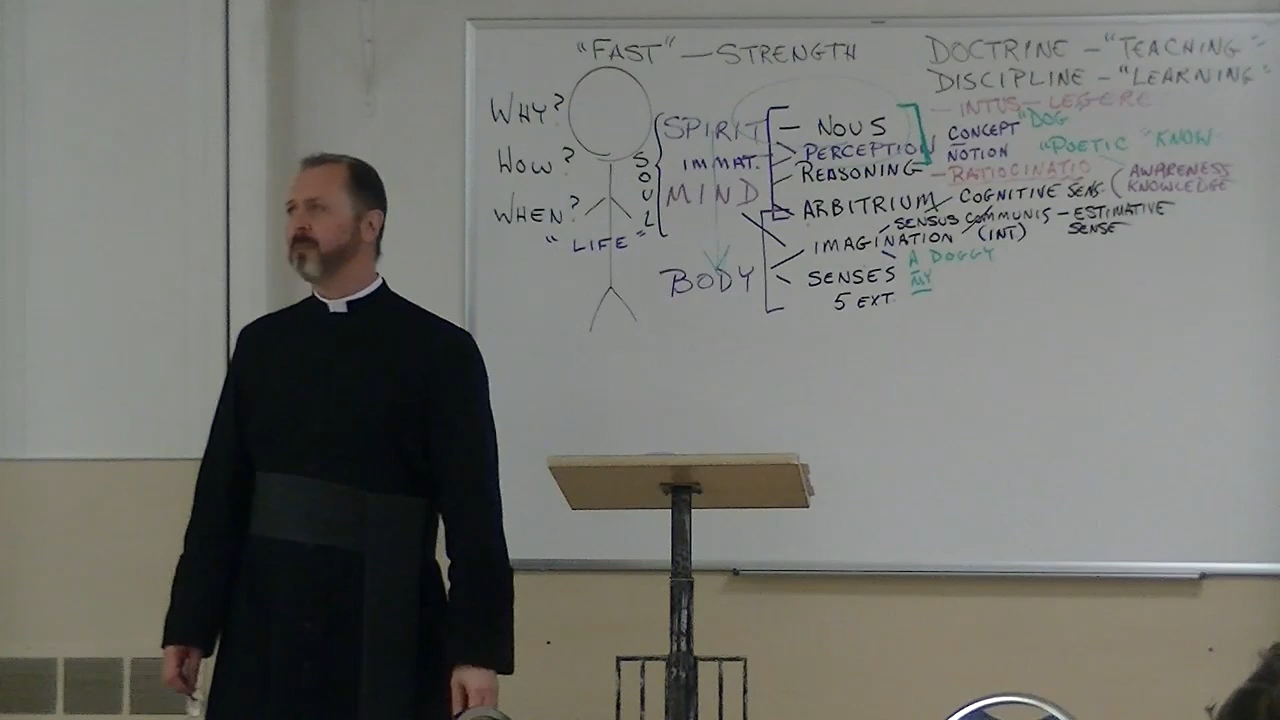 "FAST" — STRENGTH
DOCTRINE - "TEACHING"
DISCIPLINE - "LEARNING"
WHY?
HOW?
WHEN?
"LIFE"
SOUL
SPIRIT
IMMAT.
MIND
BODY
— NOUS
PERCEPTION
REASONING
ARBITRIUM
IMAGINATION (INT)
SENSES
5 EXT.
— INTUS - LEGERE
CONCEPT "DOG
NOTION
"POETIC "KNOW
— RATIOCINATIO
AWARENESS
KNOWLEDGE
COGNITIVE SENS.
SENSUS COMMUNIS - ESTIMATIVE
SENSE
A DOGGY
MY